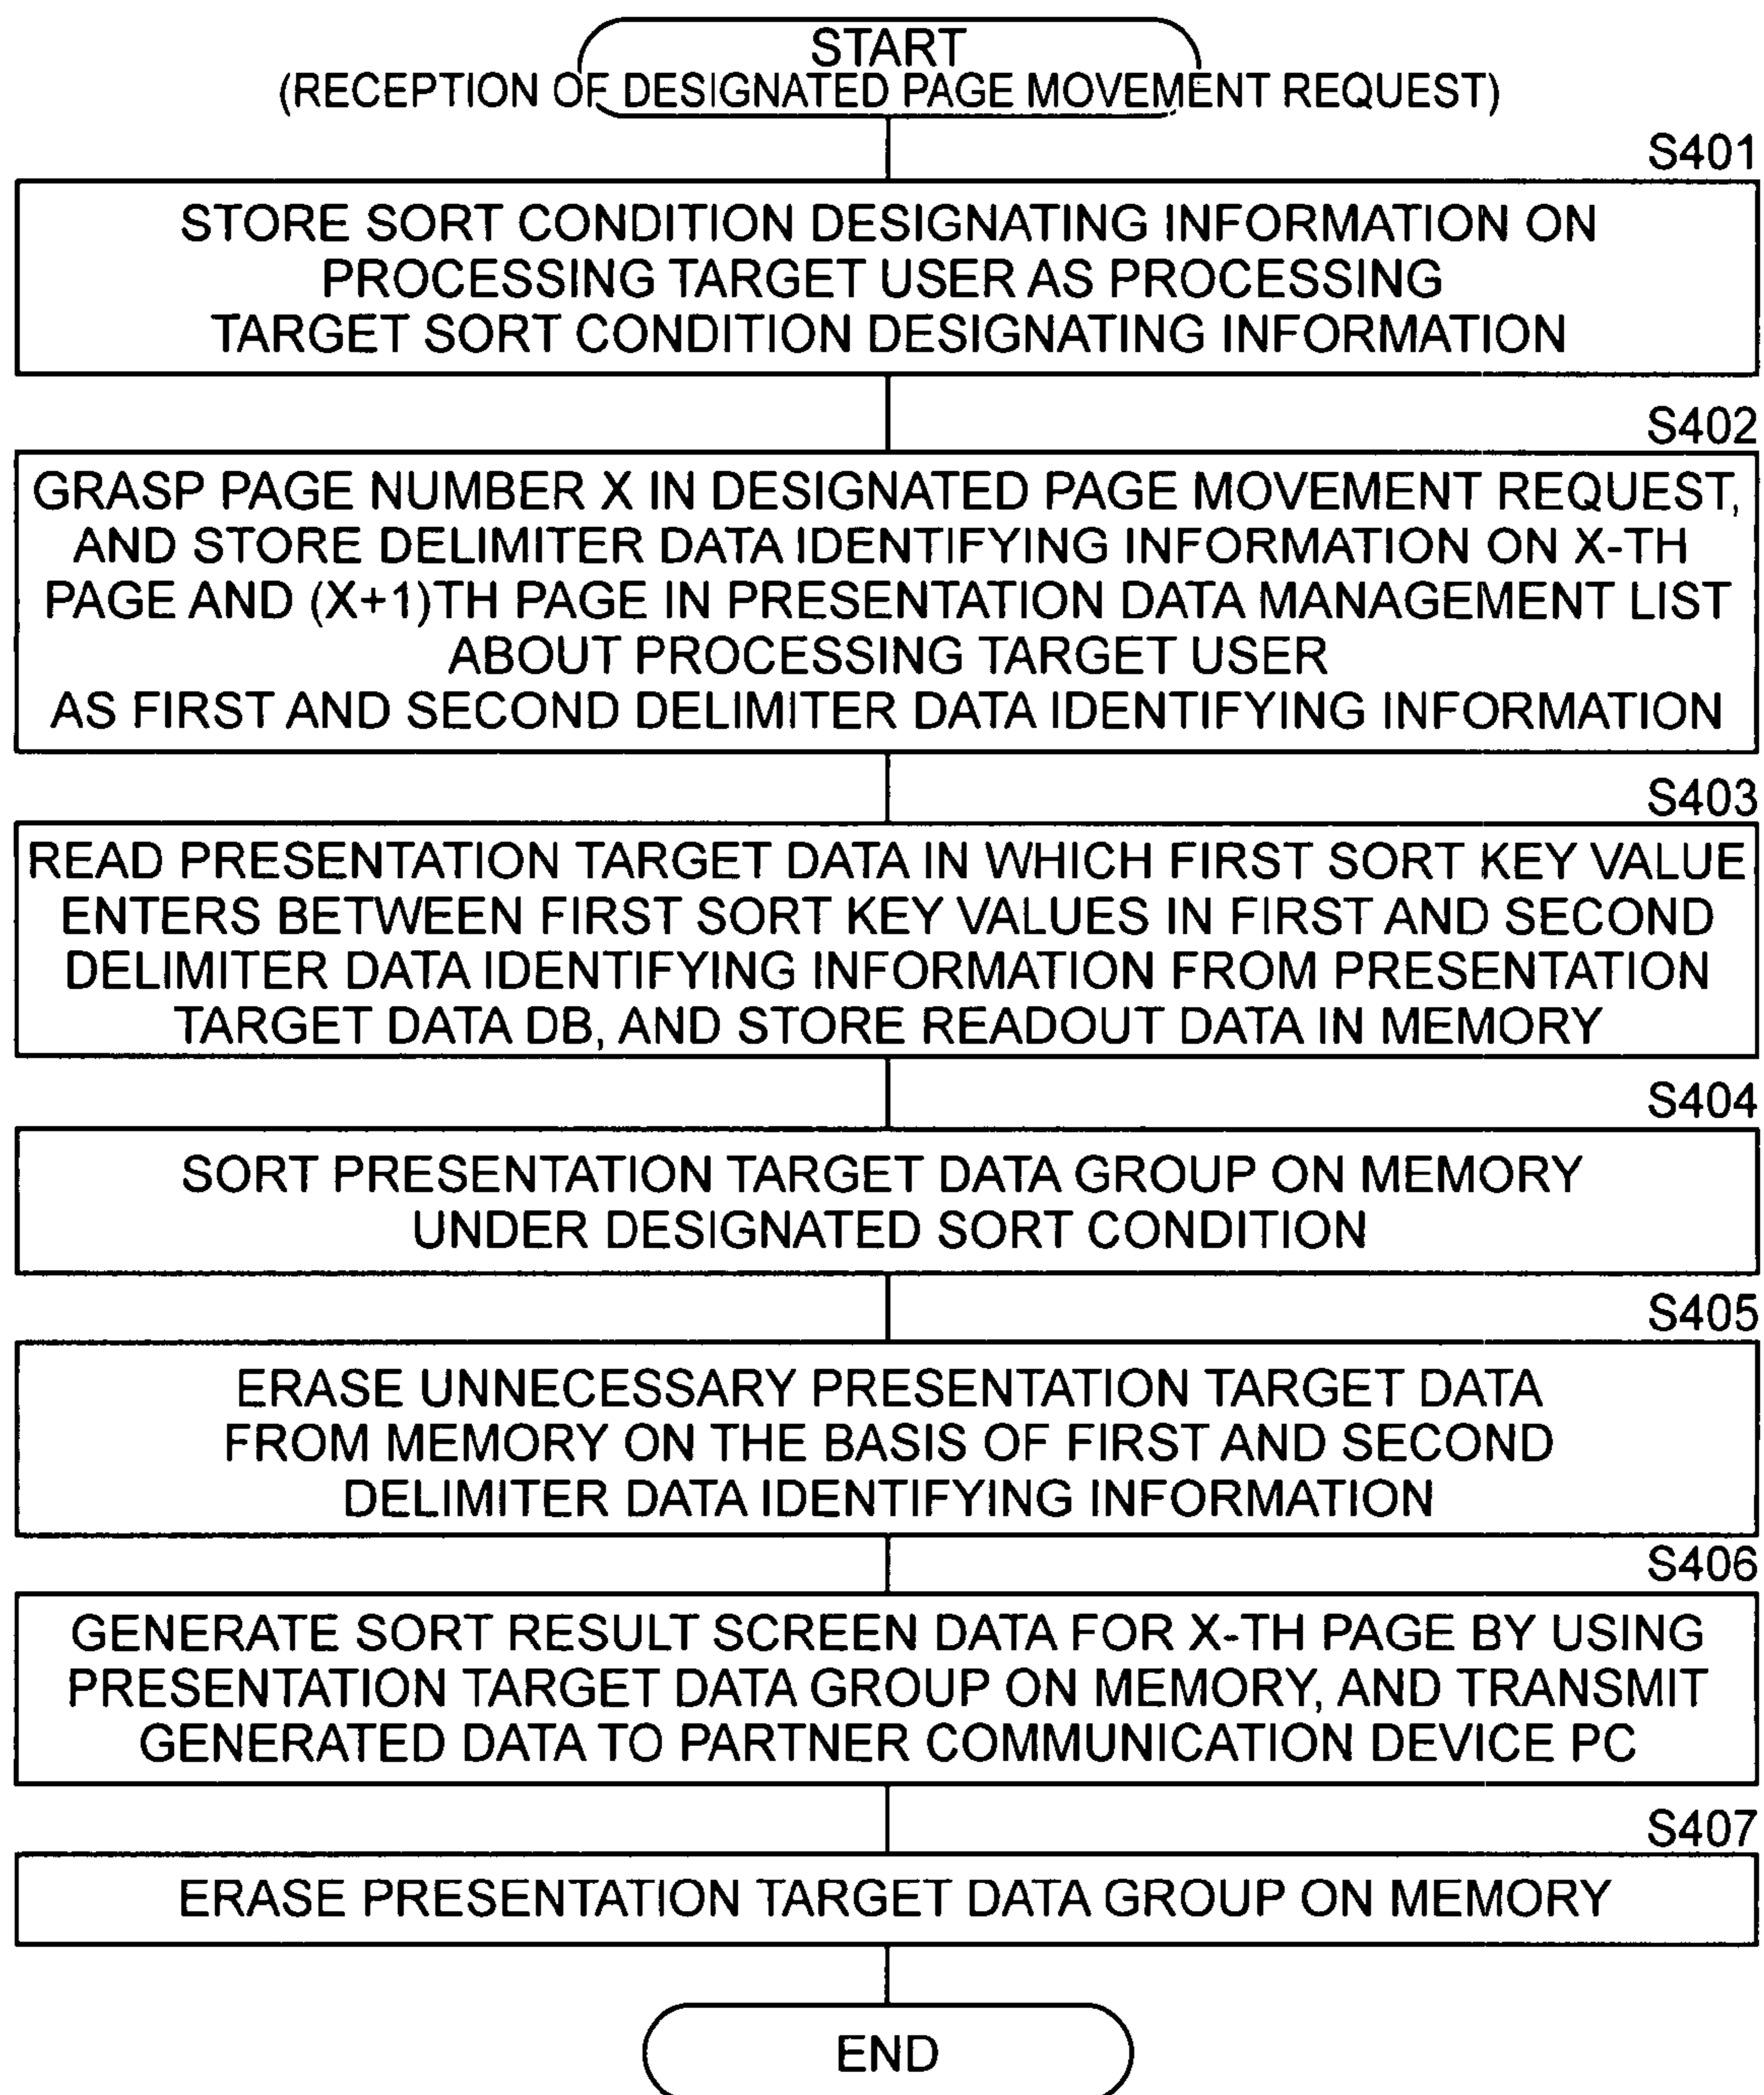 START
(RECEPTION OF DESIGNATED PAGE MOVEMENT REQUEST)
S401
STORE SORT CONDITION DESIGNATING INFORMATION ON
PROCESSING TARGET USER AS PROCESSING
TARGET SORT CONDITION DESIGNATING INFORMATION
S402
GRASP PAGE NUMBER X IN DESIGNATED PAGE MOVEMENT REQUEST,
AND STORE DELIMITER DATA IDENTIFYING INFORMATION ON X-TH
PAGE AND (X+1)TH PAGE IN PRESENTATION DATA MANAGEMENT LIST
ABOUT PROCESSING TARGET USER
AS FIRST AND SECOND DELIMITER DATA IDENTIFYING INFORMATION
S403
READ PRESENTATION TARGET DATA IN WHICH FIRST SORT KEY VALUE
ENTERS BETWEEN FIRST SORT KEY VALUES IN FIRST AND SECOND
DELIMITER DATA IDENTIFYING INFORMATION FROM PRESENTATION
TARGET DATA DB, AND STORE READOUT DATA IN MEMORY
S404
SORT PRESENTATION TARGET DATA GROUP ON MEMORY
UNDER DESIGNATED SORT CONDITION
S405
ERASE UNNECESSARY PRESENTATION TARGET DATA
FROM MEMORY ON THE BASIS OF FIRST AND SECOND
DELIMITER DATA IDENTIFYING INFORMATION
S406
GENERATE SORT RESULT SCREEN DATA FOR X-TH PAGE BY USING
PRESENTATION TARGET DATA GROUP ON MEMORY, AND TRANSMIT
GENERATED DATA TO PARTNER COMMUNICATION DEVICE PC
S407
ERASE PRESENTATION TARGET DATA GROUP ON MEMORY
END